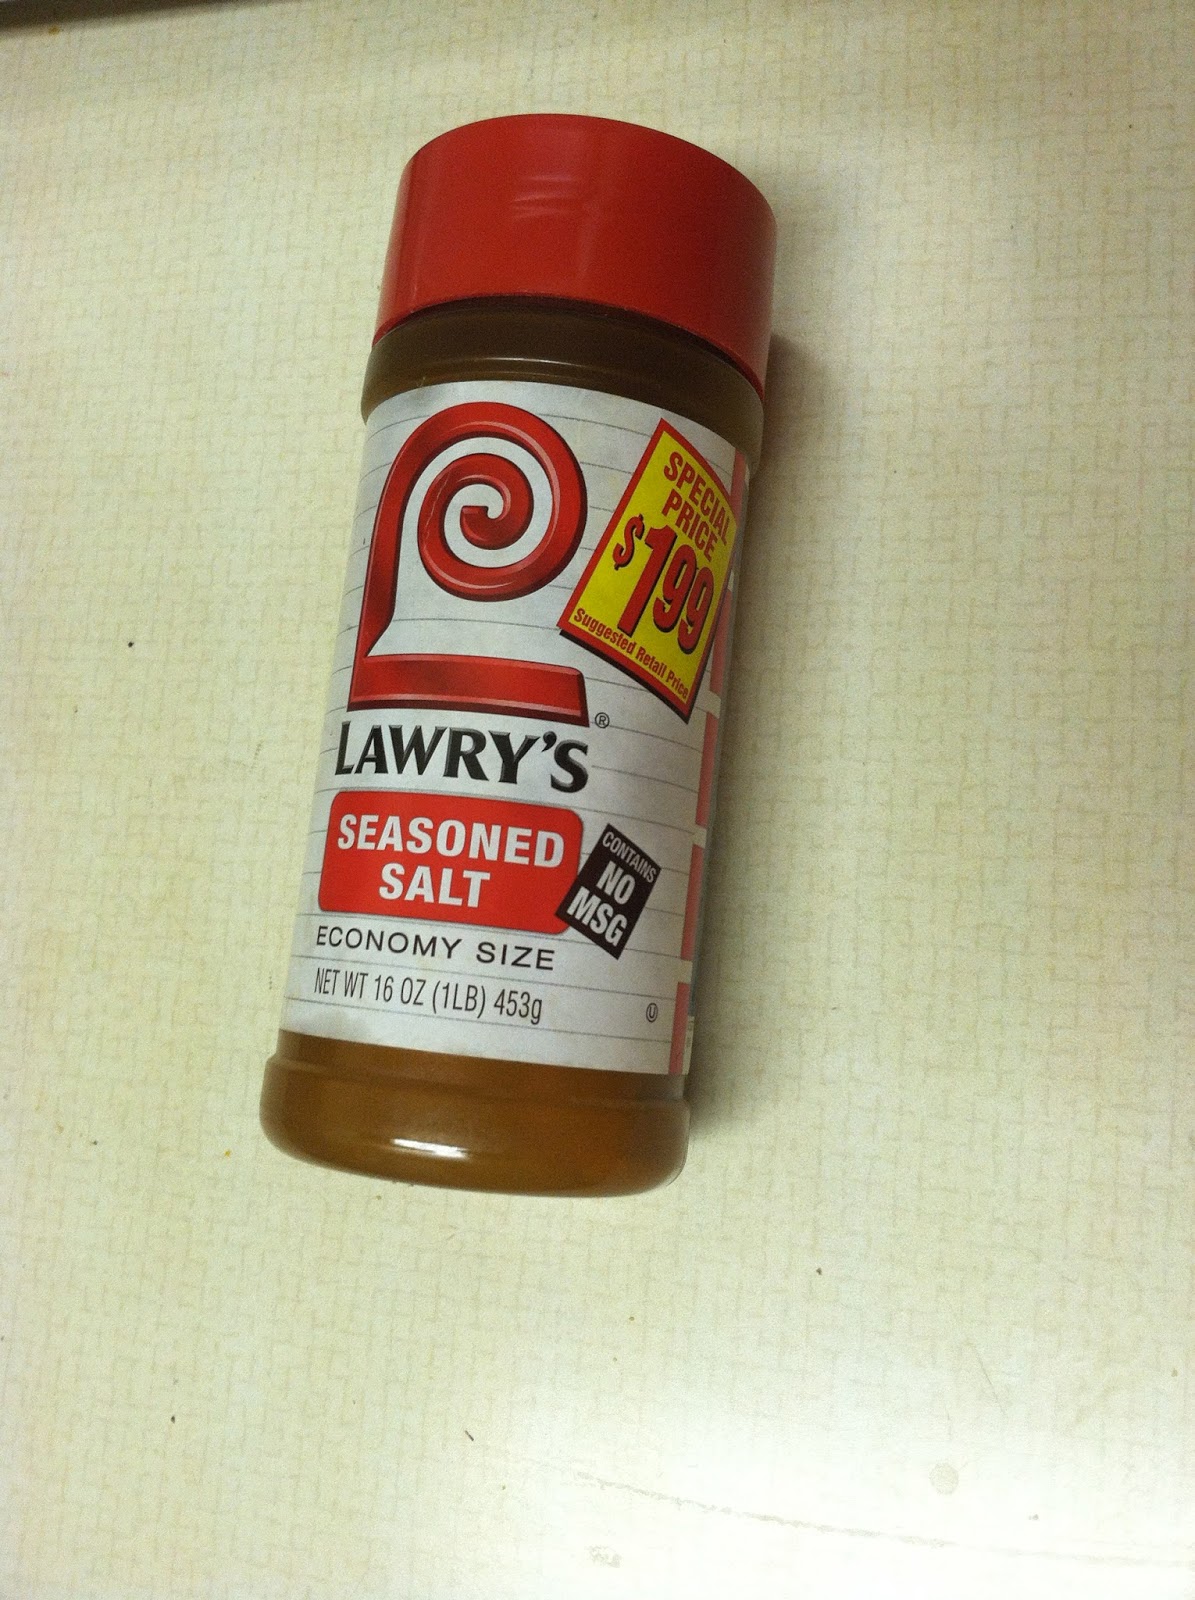 SPECIAL
PRICE
$1.99
Suggested Retail Price
LAWRY'S®
SEASONED
SALT
CONTAINS
NO
MSG
ECONOMY SIZE
NET WT 16 OZ (1LB) 453g
U